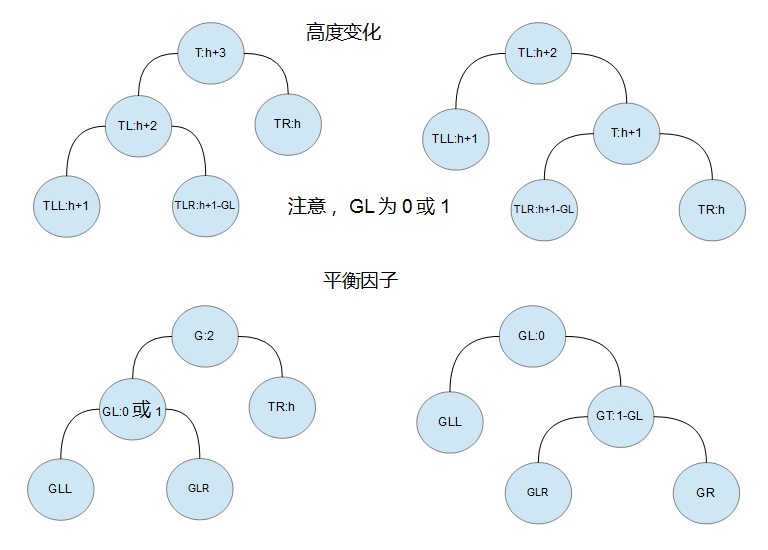 高度变化
T:h+3
TL:h+2
TL:h+2
TR:h
TLL:h+1
T:h+1
TLL:h+1
TLR:h+1-GL
注意，GL 为 0 或 1
TLR:h+1-GL
TR:h
平衡因子
G:2
GL:0
GL:0 或 1
TR:h
GLL
GT:1-GL
GLL
GLR
GLR
GR